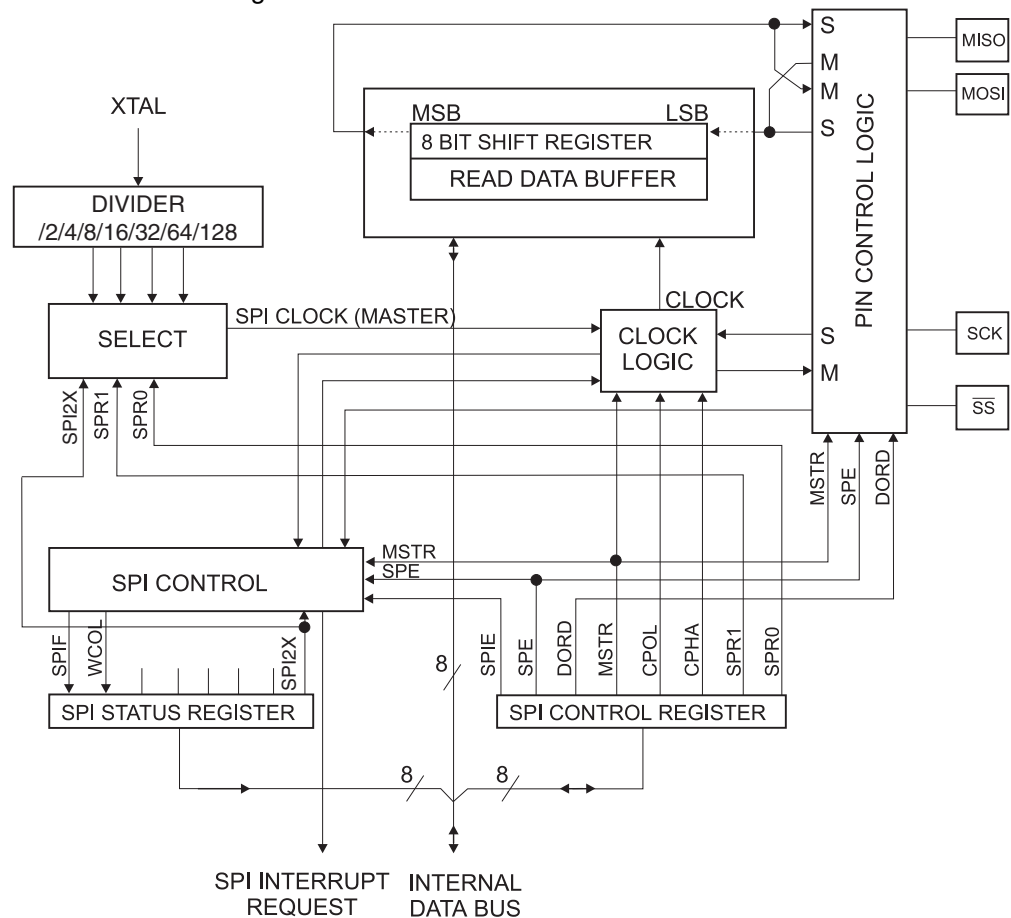 S
MISO
M
M
MOSI
XTAL
MSB
LSB
S
8 BIT SHIFT REGISTER
READ DATA BUFFER
PIN CONTROL LOGIC
DIVIDER
/2/4/8/16/32/64/128
CLOCK
SPI CLOCK (MASTER)
SELECT
CLOCK
LOGIC
S
SCK
M
SPI2X
SPR1
SPR0
SS
MSTR
SPE
DORD
MSTR
SPE
SPI CONTROL
SPIF
WCOL
SPI2X
8
SPIE
SPE
DORD
MSTR
CPOL
CPHA
SPR1
SPR0
SPI STATUS REGISTER
SPI CONTROL REGISTER
8
8
SPI INTERRUPT
REQUEST
INTERNAL
DATA BUS